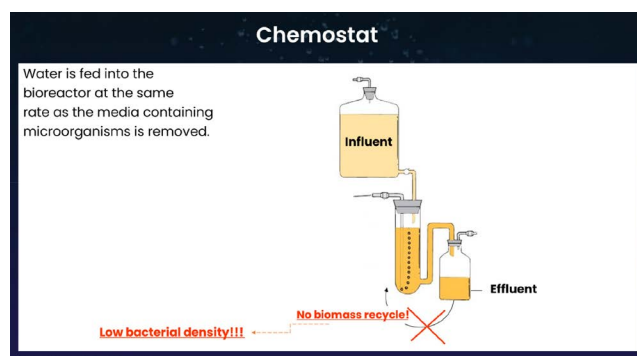 Chemostat
Water is fed into the
bioreactor at the same
rate as the media containing
microorganisms is removed.
Influent
Effluent
No biomass recycle!
Low bacterial density!!!